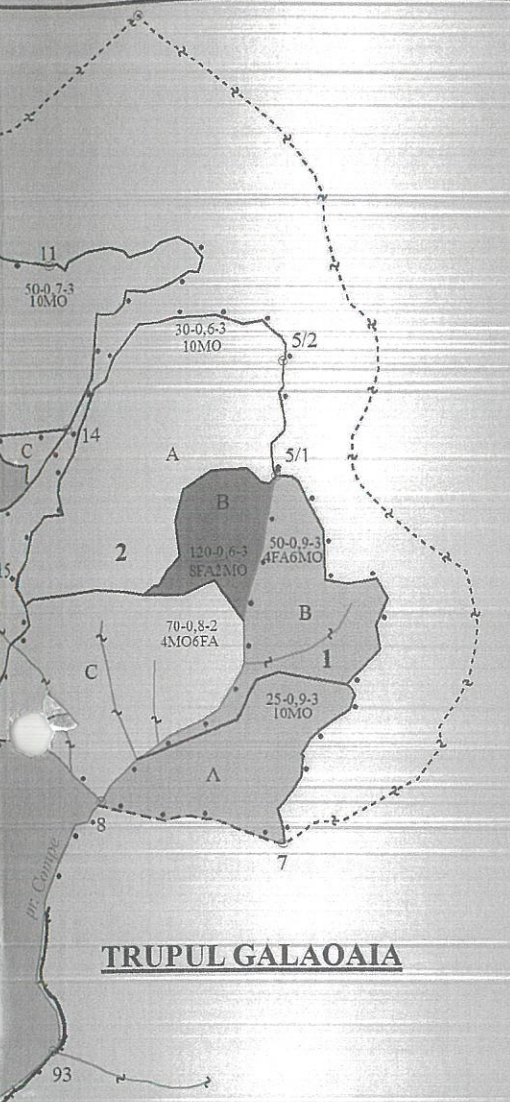 11
50-0,7-3
10MO
30-0,6-3
10MO
5/2
14
C
A
5/1
B
2
120-0,6-3
8FA2MO
50-0,9-3
4FA6MO
15
B
70-0,8-2
4MO6FA
1
C
25-0,9-3
10MO
A
8
7
pr. Compe
TRUPUL GALAOAIA
93